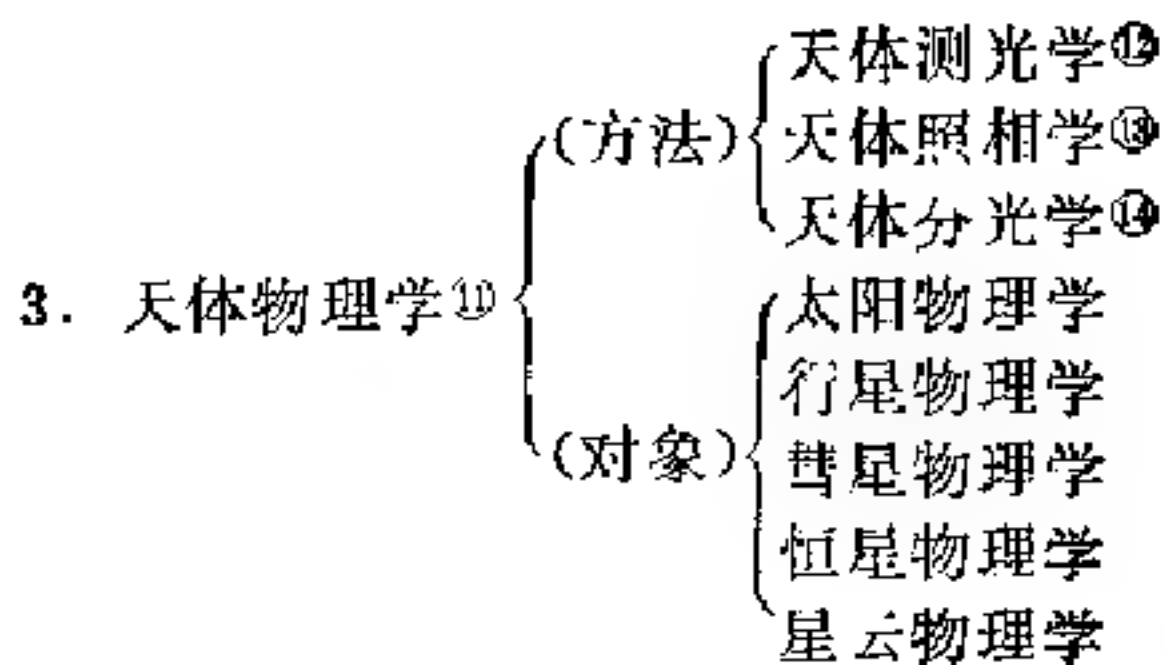 天体测光学⑫
(方法) 天体照相学⑬
天体分光学⑭
3. 天体物理学⑪
太阳物理学
行星物理学
(对象) 彗星物理学
恒星物理学
星云物理学